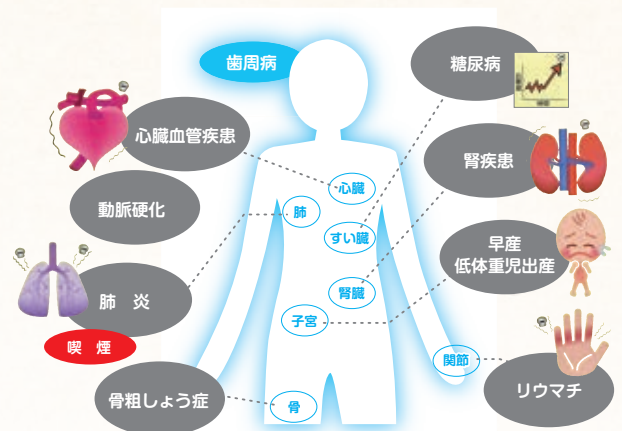 歯周病
糖尿病
心臓血管疾患
腎疾患
心臓
動脈硬化
肺
すい臓
早産
低体重児出産
腎臓
肺　炎
子宮
喫　煙
関節
リウマチ
骨粗しょう症
骨